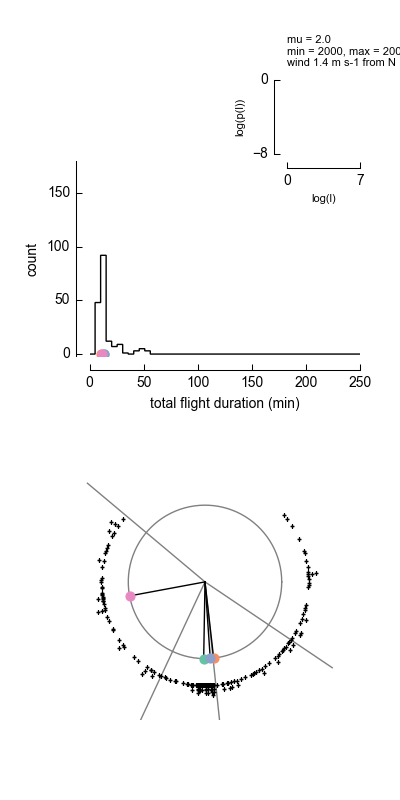 mu = 2.0
min = 2000, max = 200
wind 1.4 m s-1 from N
0
log(p(l))
−8
0 7
log(l)
150
100
count
50
0
0 50 100 150 200 250
total flight duration (min)